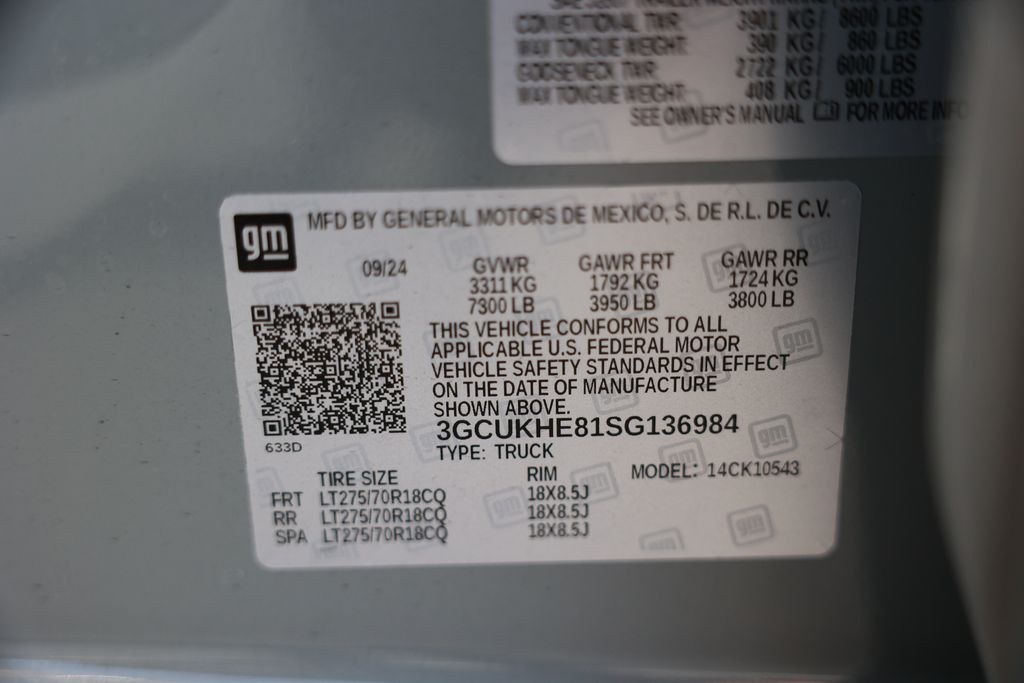 CONVENTIONAL TWR: 3901 KG/ 8600 LBS
MAX TONGUE WEIGHT: 390 KG/ 860 LBS
GOOSENECK TWR: 2722 KG/ 6000 LBS
MAX TONGUE WEIGHT: 408 KG/ 900 LBS
SEE OWNER'S MANUAL FOR MORE INFO
gm
MFD BY GENERAL MOTORS DE MEXICO, S. DE R.L. DE C.V.
09/24 GVWR GAWR FRT GAWR RR
3311 KG 1792 KG 1724 KG
7300 LB 3950 LB 3800 LB
THIS VEHICLE CONFORMS TO ALL
APPLICABLE U.S. FEDERAL MOTOR
VEHICLE SAFETY STANDARDS IN EFFECT
ON THE DATE OF MANUFACTURE
SHOWN ABOVE.
3GCUKHE81SG136984
633D
TYPE: TRUCK
TIRE SIZE RIM MODEL: 14CK10543
FRT LT275/70R18CQ 18X8.5J
RR LT275/70R18CQ 18X8.5J
SPA LT275/70R18CQ 18X8.5J